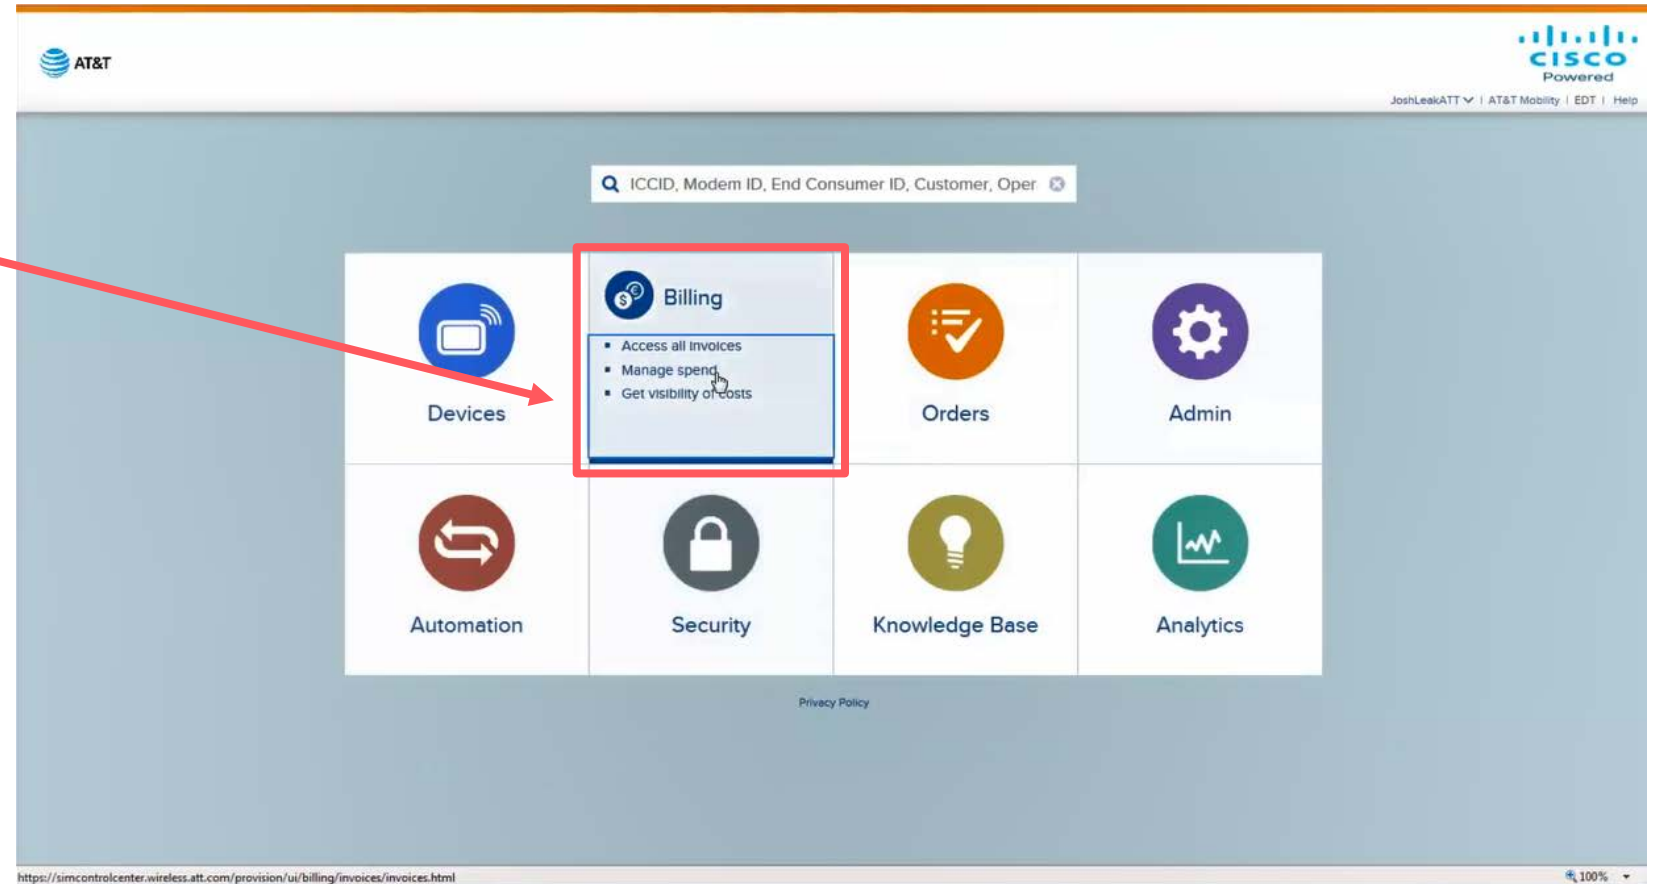 AT&T
CISCO
Powered
JoshLeakATT | AT&T Mobility | EDT | Help
ICCID, Modem ID, End Consumer ID, Customer, Oper
$ €
Billing
▪ Access all Invoices
▪ Manage spend
▪ Get visibility of costs
Devices
Orders
Admin
Automation
Security
Knowledge Base
Analytics
Privacy Policy
https://simcontrolcenter.wireless.att.com/provision/ui/billing/invoices/invoices.html
100%